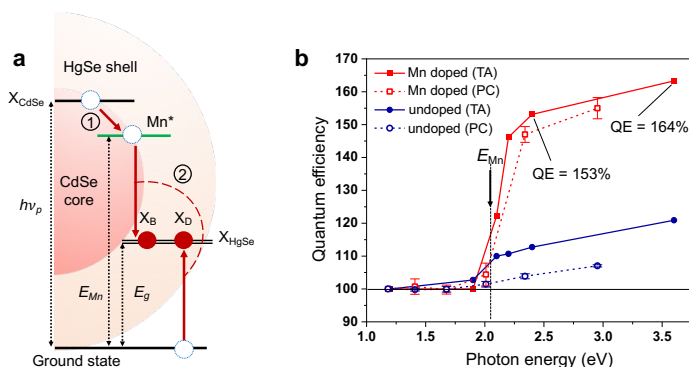 a
HgSe shell
X_CdSe
①
Mn*
CdSe
core
②
hν_p
X_B
X_D
X_HgSe
E_Mn
E_g
Ground state
b
170
160
150
140
130
120
110
100
90
Quantum efficiency
Mn doped (TA)
Mn doped (PC)
undoped (TA)
undoped (PC)
E_Mn
QE = 153%
QE = 164%
1.0 1.5 2.0 2.5 3.0 3.5
Photon energy (eV)